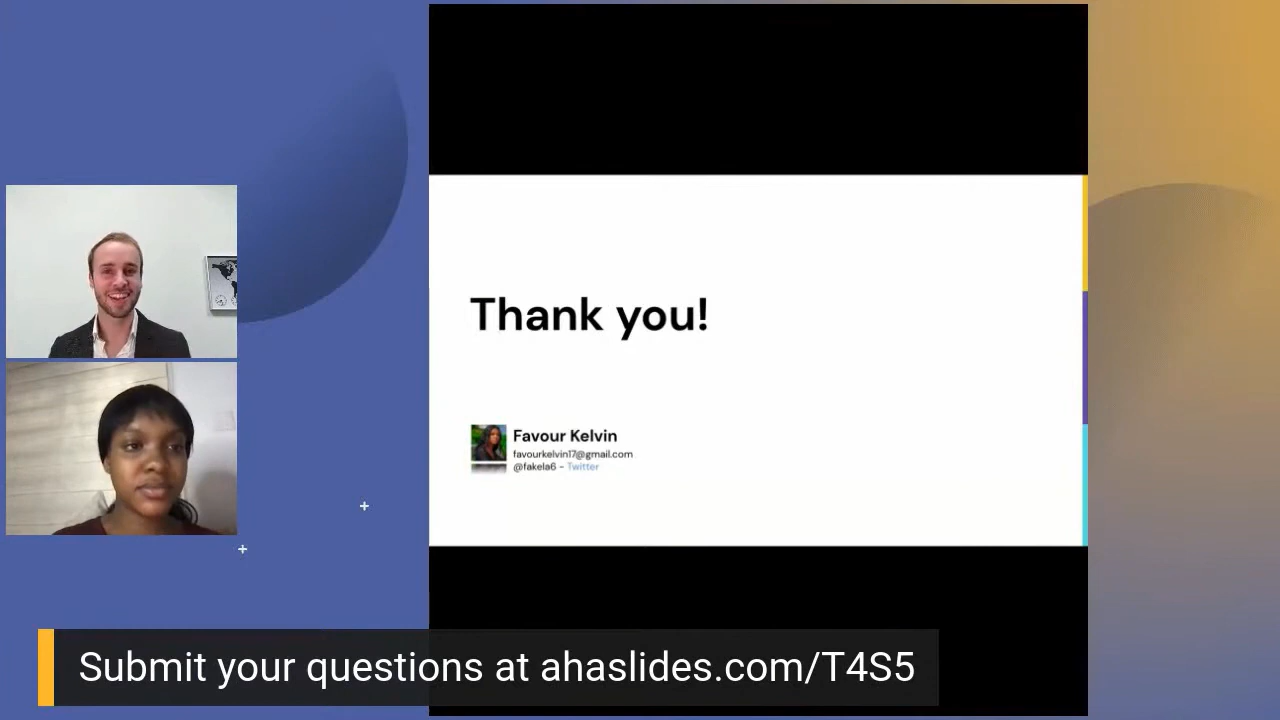 Thank you!
Favour Kelvin
favourkelvin17@gmail.com
@fakela6 - Twitter
Submit your questions at ahaslides.com/T4S5